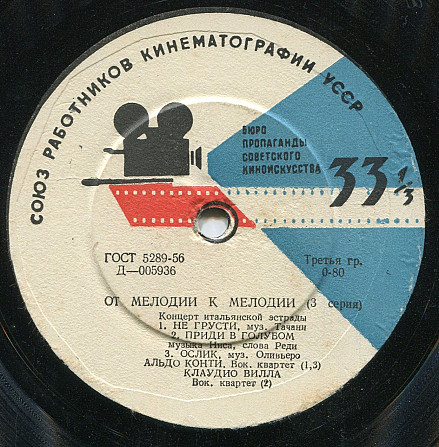 СОЮЗ РАБОТНИКОВ КИНЕМАТОГРАФИИ УССР
БЮРО
ПРОПАГАНДЫ
СОВЕТСКОГО
КИНОИСКУССТВА
33 1/3
ГОСТ 5289-56
Д—005936
Третья гр.
0-80
ОТ МЕЛОДИИ К МЕЛОДИИ (3 серия)
Концерт итальянской эстрады
1. НЕ ГРУСТИ, муз. Тачани
2. ПРИДИ В ГОЛУБОМ
музыка Ниса, слова Реди
3. ОСЛИК, муз. Оливьеро
АЛЬДО КОНТИ, Вок. квартет (1,3)
КЛАУДИО ВИЛЛА
Вок. квартет (2)